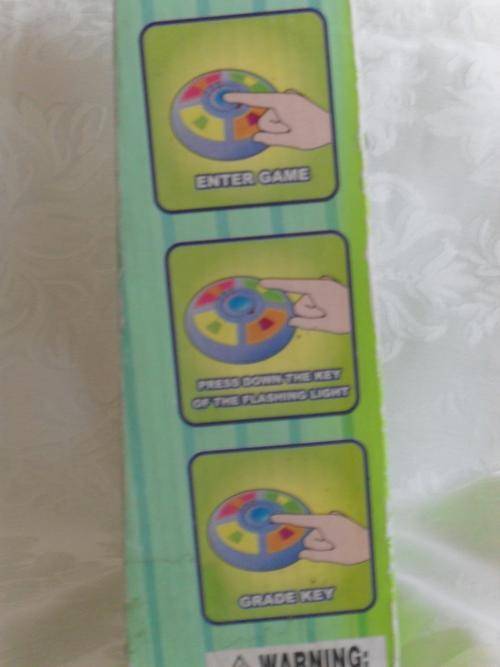 ENTER GAME
PRESS DOWN THE KEY
OF THE FLASHING LIGHT
GRADE KEY
⚠ WARNING: